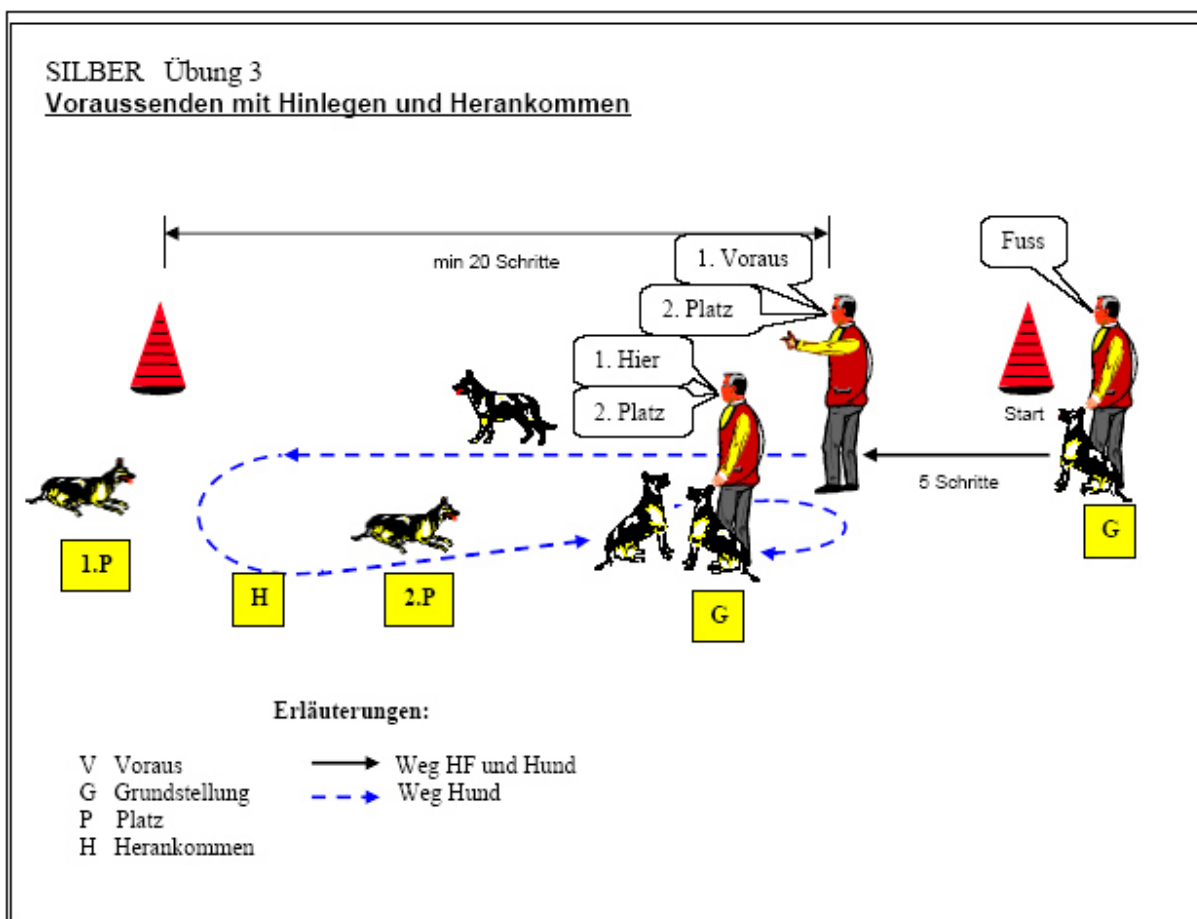 SILBER Übung 3
Voraussenden mit Hinlegen und Herankommen
min 20 Schritte
1. Voraus
2. Platz
Fuss
1. Hier
2. Platz
Start
5 Schritte
1.P
H
2.P
G
G
Erläuterungen:
V Voraus
G Grundstellung
P Platz
H Herankommen
Weg HF und Hund
Weg Hund